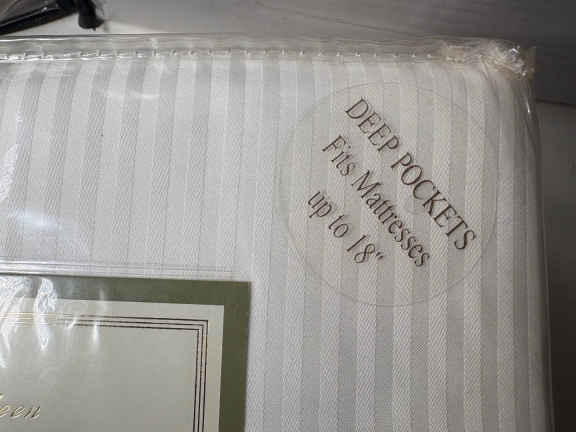 DEEP POCKETS
Fits Mattresses
up to 18"